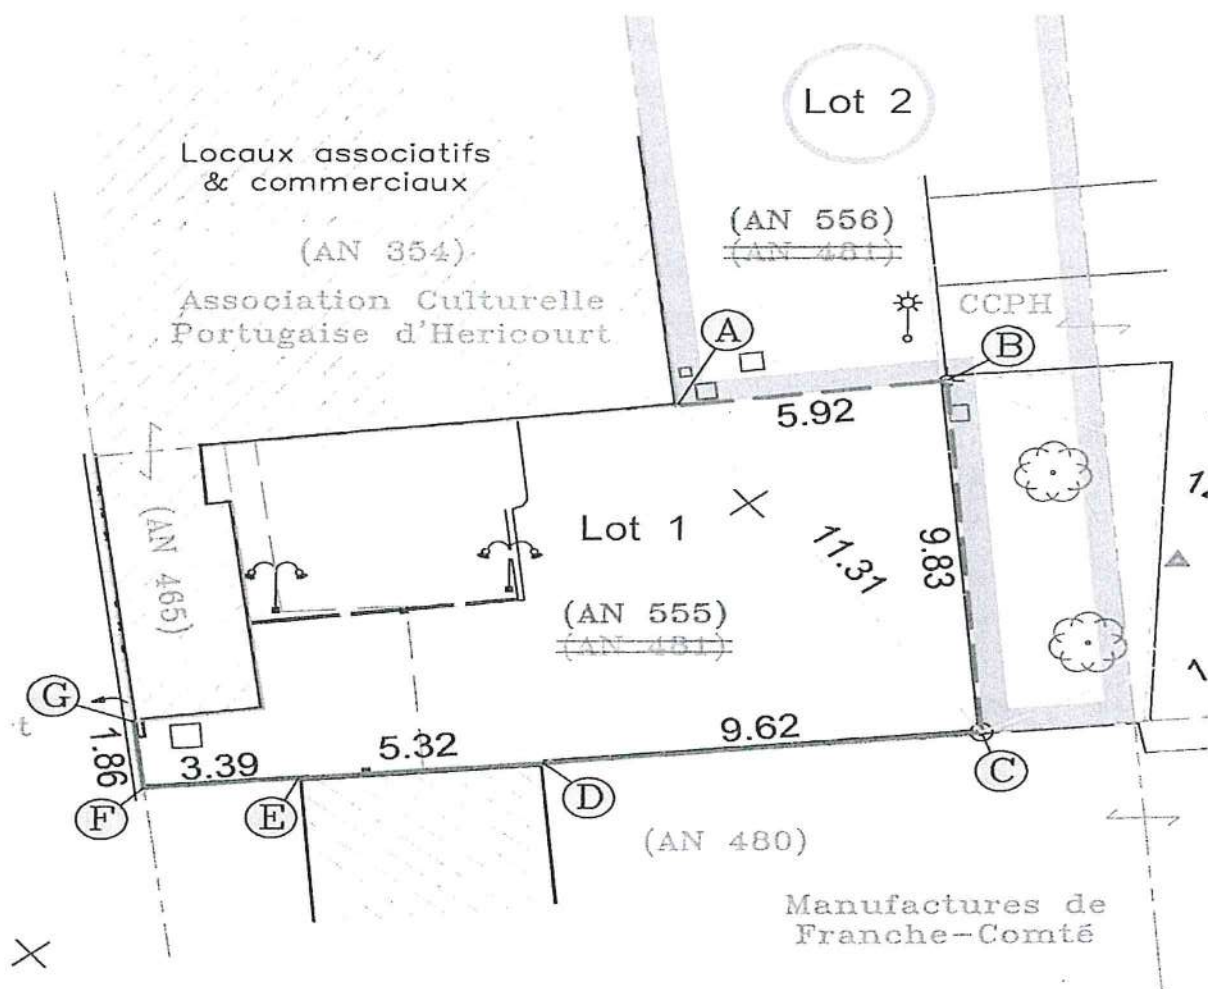 Lot 2
Locaux associatifs
& commerciaux
(AN 556)
(AN 481)
(AN 354)
Association Culturelle
Portugaise d'Hericourt
CCPH
A
B
5.92
Lot 1
11.31
9.83
(AN 465)
(AN 555)
(AN 481)
G
t
1.86
3.39
5.32
9.62
C
F
E
D
(AN 480)
Manufactures de
Franche-Comté